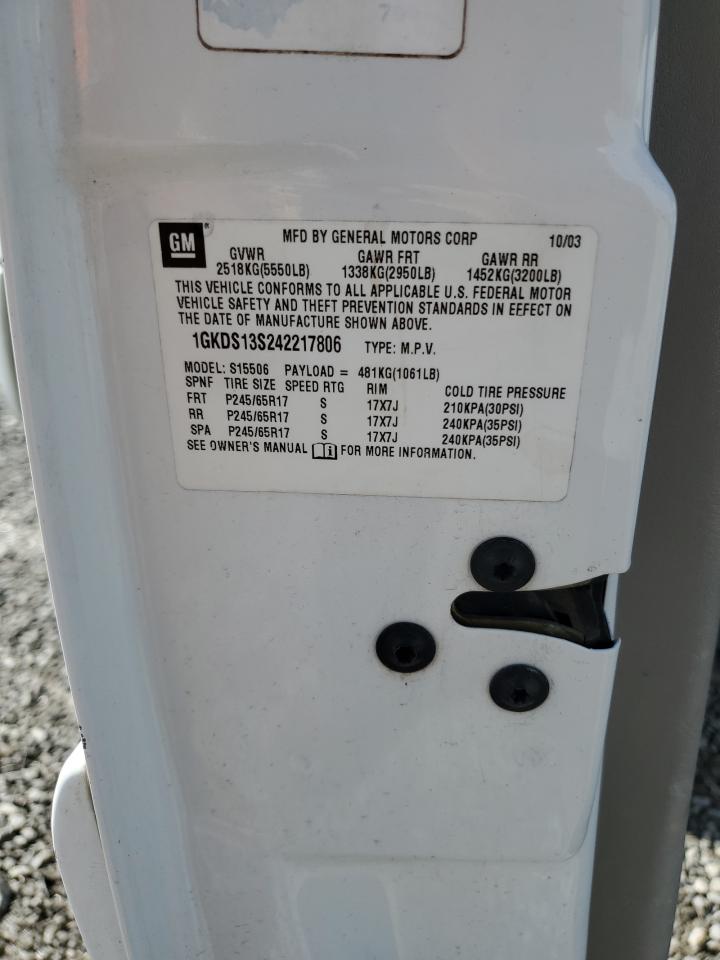 7
GM ® MFD BY GENERAL MOTORS CORP 10/03
GVWR GAWR FRT GAWR RR
2518KG(5550LB) 1338KG(2950LB) 1452KG(3200LB)
THIS VEHICLE CONFORMS TO ALL APPLICABLE U.S. FEDERAL MOTOR
VEHICLE SAFETY AND THEFT PREVENTION STANDARDS IN EFFECT ON
THE DATE OF MANUFACTURE SHOWN ABOVE.
1GKDS13S242217806 TYPE: M.P.V.
MODEL: S15506 PAYLOAD = 481KG(1061LB)
SPNF TIRE SIZE SPEED RTG RIM COLD TIRE PRESSURE
FRT P245/65R17 S 17X7J 210KPA(30PSI)
RR P245/65R17 S 17X7J 240KPA(35PSI)
SPA P245/65R17 S 17X7J 240KPA(35PSI)
SEE OWNER'S MANUAL i FOR MORE INFORMATION.